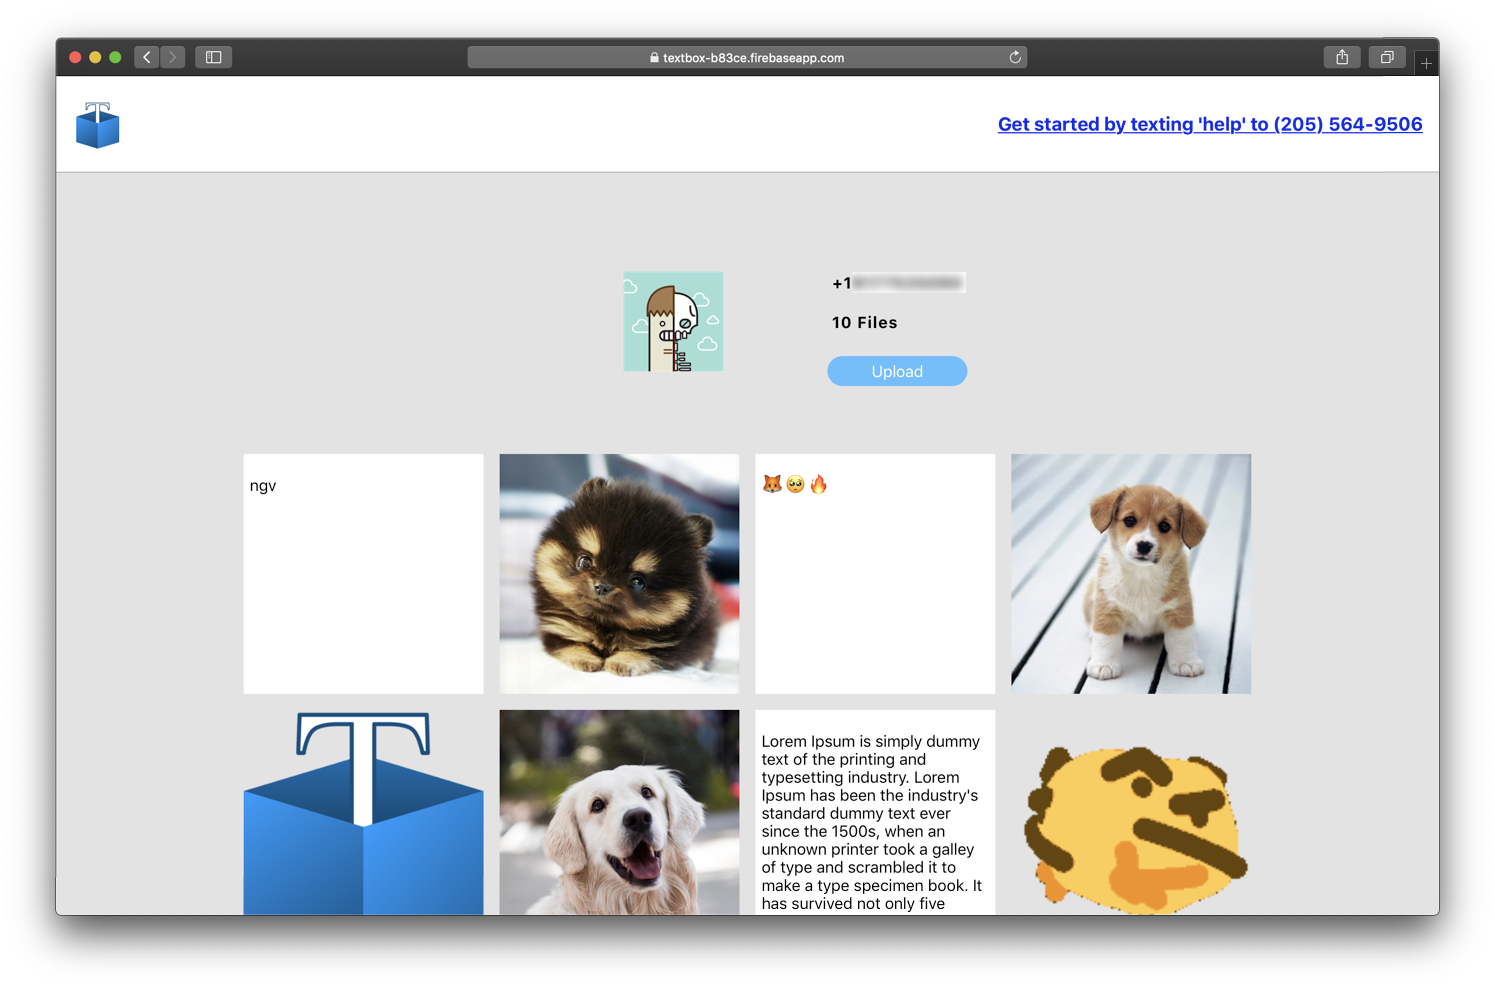 textbox-b83ce.firebaseapp.com
T
Get started by texting 'help' to (205) 564-9506
+1
10 Files
Upload
ngv
🦊🥺🔥
T
Lorem Ipsum is simply dummy
text of the printing and
typesetting industry. Lorem
Ipsum has been the industry's
standard dummy text ever
since the 1500s, when an
unknown printer took a galley
of type and scrambled it to
make a type specimen book. It
has survived not only five